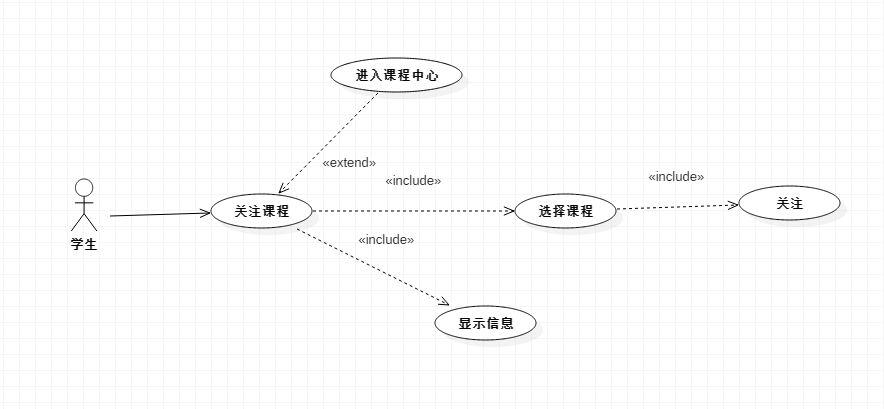 进入课程中心
«extend»
«include»
«include»
关注课程
选择课程
关注
学生
«include»
显示信息